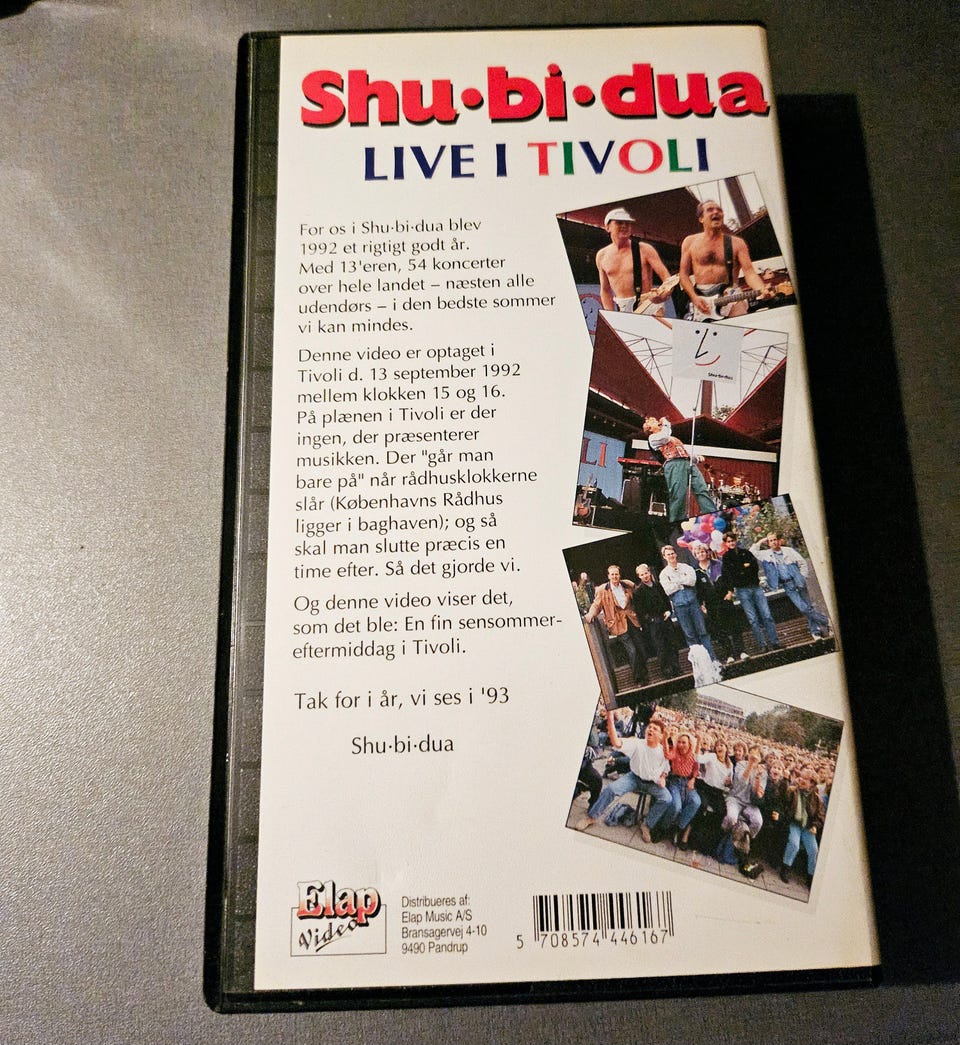 Shu•bi•dua
LIVE I TIVOLI
For os i Shu•bi•dua blev
1992 et rigtigt godt år.
Med 13'eren, 54 koncerter
over hele landet – næsten alle
udendørs – i den bedste sommer
vi kan mindes.
Denne video er optaget i
Tivoli d. 13 september 1992
mellem klokken 15 og 16.
På plænen i Tivoli er der
ingen, der præsenterer
musikken. Der "går man
bare på" når rådhusklokkerne
slår (Københavns Rådhus
ligger i baghaven); og så
skal man slutte præcis en
time efter. Så det gjorde vi.
Og denne video viser det,
som det ble: En fin sensommer-
eftermiddag i Tivoli.
Tak for i år, vi ses i '93
Shu•bi•dua
Shu•bi•dua
LI
Elap
Video
Distribueres af:
Elap Music A/S
Bransagervej 4-10
9490 Pandrup
5 708574 446167